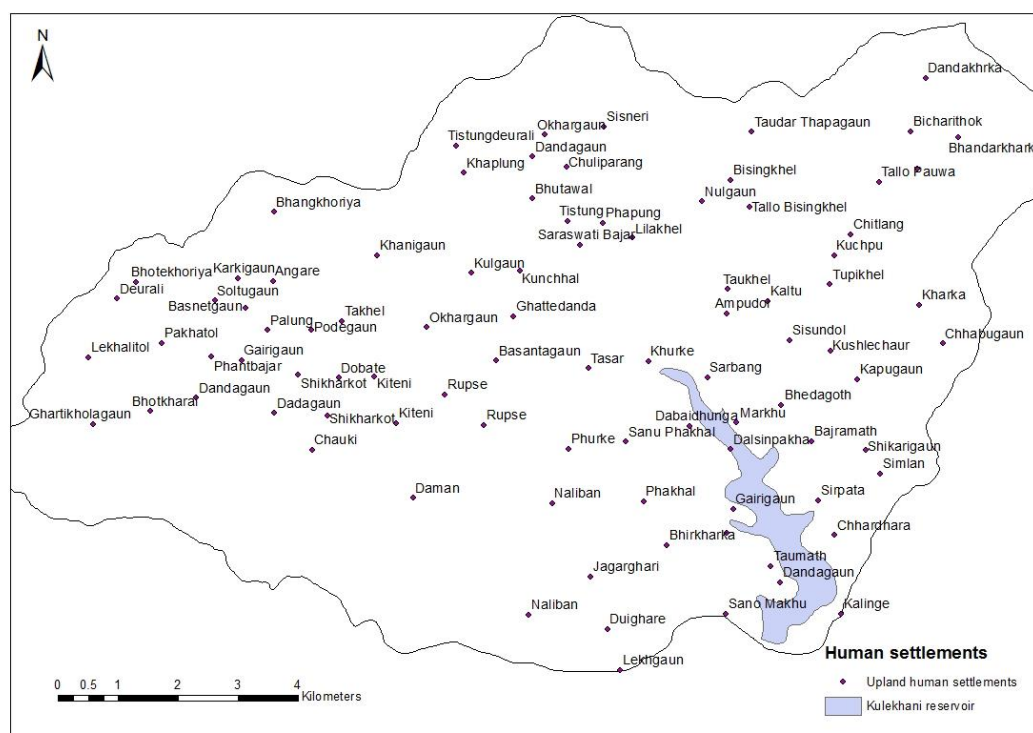 N
Dandakhrka
Sisneri
Okhargaun
Taudar Thapagaun
Bicharithok
Tistungdeurali
Bhandarkhark
Dandagaun
Chuliparang
Khaplung
Bisingkhel
Tallo Pauwa
Bhutawal
Nulgaun
Tallo Bisingkhel
Bhangkhoriya
Tistung
Phapung
Lilakhel
Chitlang
Saraswati Bajar
Kuchpu
Khanigaun
Kulgaun
Kunchhal
Bhotekhoriya
Karkigaun
Angare
Taukhel
Tupikhel
Deurali
Soltugaun
Kaltu
Basnetgaun
Ampudol
Kharka
Ghattedanda
Takhel
Okhargaun
Palung
Podegaun
Sisundol
Chhabugaun
Pakhatol
Kushlechaur
Lekhalitol
Phantbajar
Gairigaun
Basantagaun
Tasar
Khurke
Shikharkot
Dobate
Kiteni
Sarbang
Kapugaun
Dandagaun
Rupse
Bhedagoth
Bhotkharai
Ghartikholagaun
Dadagaun
Shikharkot
Kiteni
Rupse
Dabaidhunga
Markhu
Chauki
Phurke
Sanu Phakhal
Dalsinpakha
Bajramath
Shikarigaun
Simlan
Daman
Naliban
Phakhal
Gairigaun
Sirpata
Bhirkharka
Chhardhara
Jagarghari
Taumath
Dandagaun
Naliban
Duighare
Sano Makhu
Kalinge
Lekhgaun
Human settlements
Upland human settlements
Kulekhani reservoir
0 0.5 1 2 3 4
Kilometers